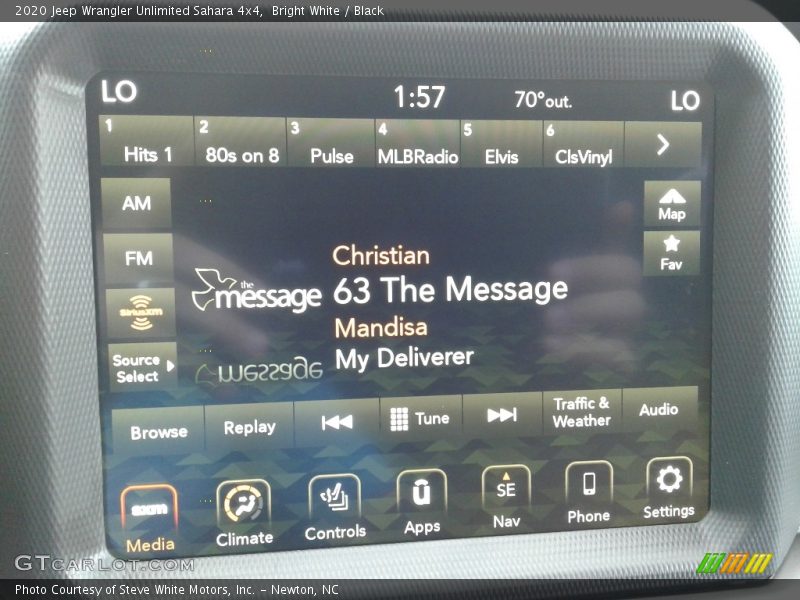 2020 Jeep Wrangler Unlimited Sahara 4x4,  Bright White / Black
LO 1:57 70°out. LO
1 Hits 1 2 80s on 8 3 Pulse 4 MLBRadio 5 Elvis 6 ClsVinyl
AM
Map
FM
Fav
SiriusXM
Source Select
Christian
the message
63 The Message
Mandisa
My Deliverer
message
Browse Replay Tune Traffic & Weather Audio
sxm
Media
Climate
Controls
û
Apps
SE
Nav
Phone
Settings
GTCARLOT.COM
Photo Courtesy of Steve White Motors, Inc. – Newton, NC